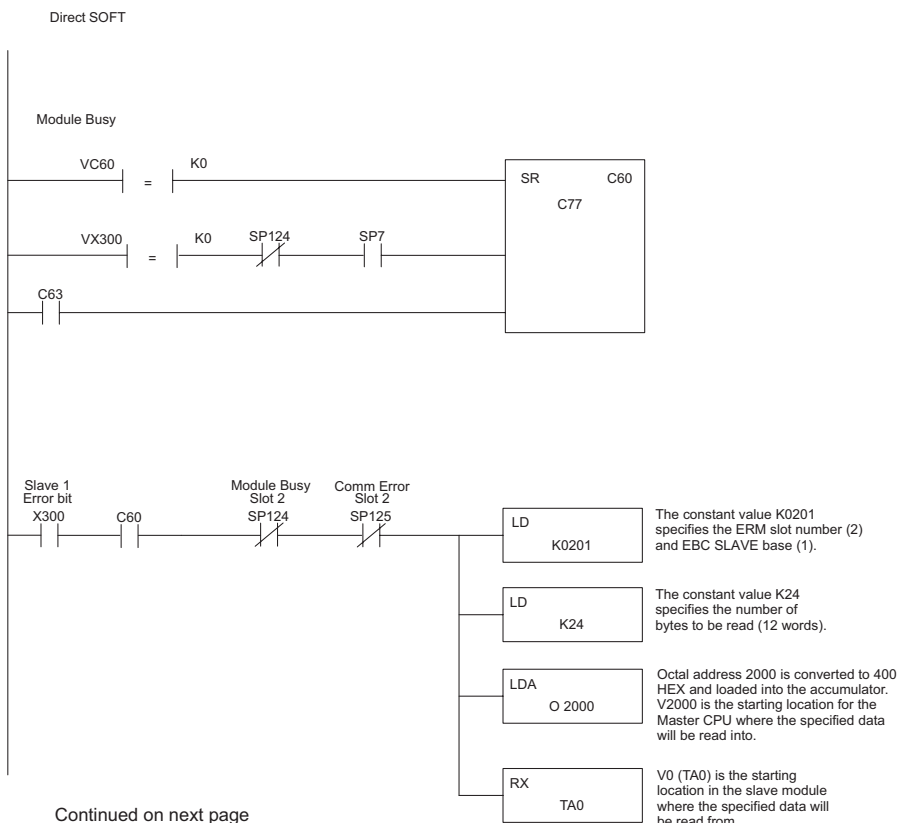 Direct SOFT
Module Busy
VC60
K0
=
SR
C60
C77
VX300
K0
SP124
SP7
=
C63
Slave 1
Error bit
X300
C60
Module Busy
Slot 2
SP124
Comm Error
Slot 2
SP125
LD
K0201
The constant value K0201
specifies the ERM slot number (2)
and EBC SLAVE base (1).
LD
K24
The constant value K24
specifies the number of
bytes to be read (12 words).
LDA
O 2000
Octal address 2000 is converted to 400
HEX and loaded into the accumulator.
V2000 is the starting location for the
Master CPU where the specified data
will be read into.
RX
TA0
V0 (TA0) is the starting
location in the slave module
where the specified data will
be read from
Continued on next page